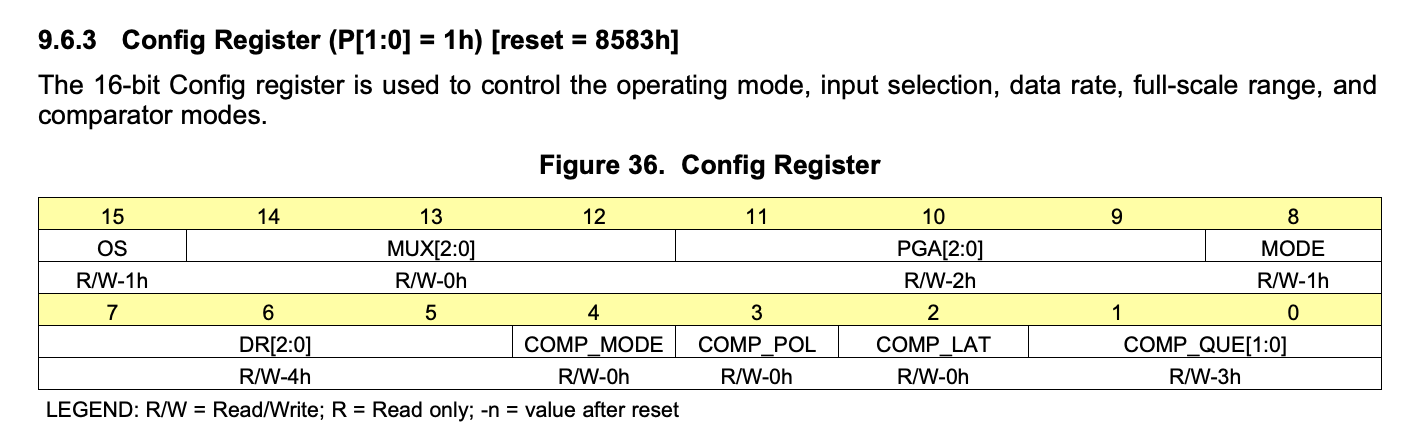 9.6.3 Config Register (P[1:0] = 1h) [reset = 8583h]
The 16-bit Config register is used to control the operating mode, input selection, data rate, full-scale range, and
comparator modes.
Figure 36. Config Register
15 14 13 12 11 10 9 8
OS MUX[2:0] PGA[2:0] MODE
R/W-1h R/W-0h R/W-2h R/W-1h
7 6 5 4 3 2 1 0
DR[2:0] COMP_MODE COMP_POL COMP_LAT COMP_QUE[1:0]
R/W-4h R/W-0h R/W-0h R/W-0h R/W-3h
LEGEND: R/W = Read/Write; R = Read only; -n = value after reset